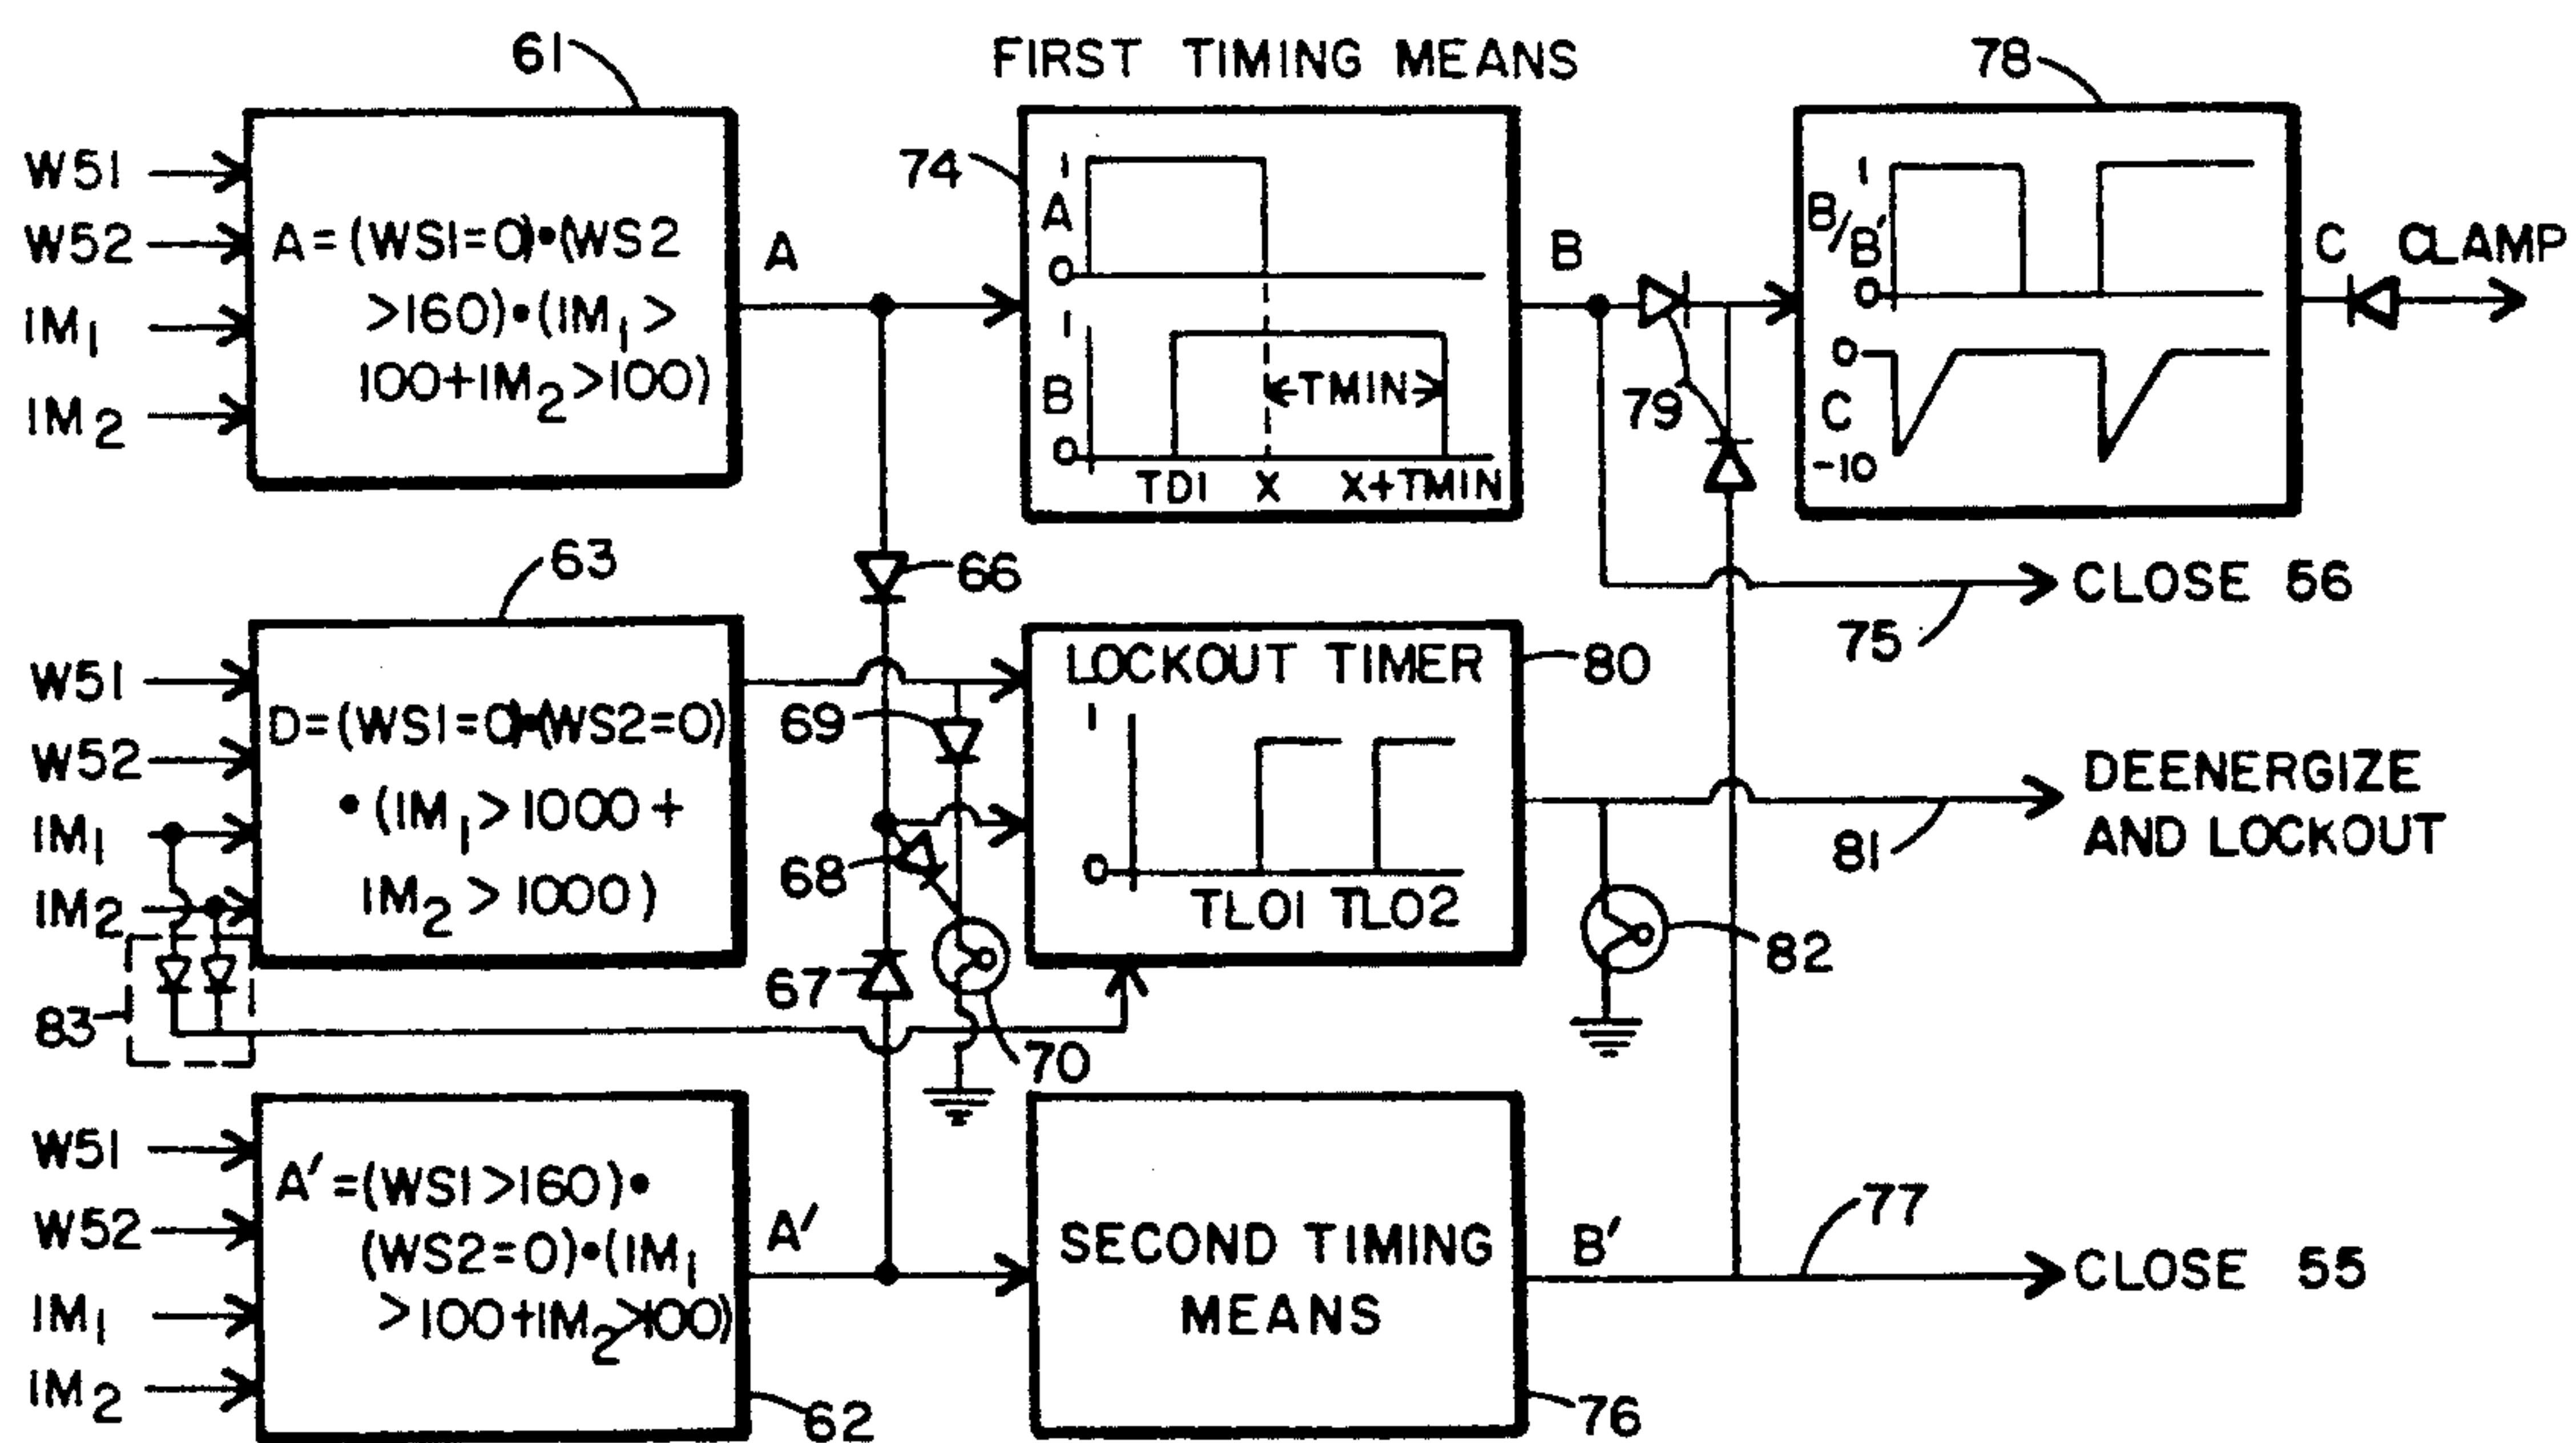 61
FIRST TIMING MEANS
78
W51
W52
IM1
IM2
A=(WS1=0)•(WS2
>160)•(IM1>
100+IM2>100)
A
74
1
A
0
1
B
0
TMIN
TD1 X X+TMIN
B
79
1
B/B'
0
0
C
-10
C CLAMP
63
66
CLOSE 56
75
W51
W52
IM1
IM2
D=(WS1=0)•(WS2=0)
•(IM1>1000+
IM2>1000)
69
68
67
70
83
LOCKOUT TIMER
1
0
TLO1 TLO2
80
DEENERGIZE
AND LOCKOUT
81
82
W51
W52
IM1
IM2
A'=(WS1>160)•
(WS2=0)•(IM1
>100+IM2>100)
62
A'
SECOND TIMING
MEANS
76
B'
77
CLOSE 55